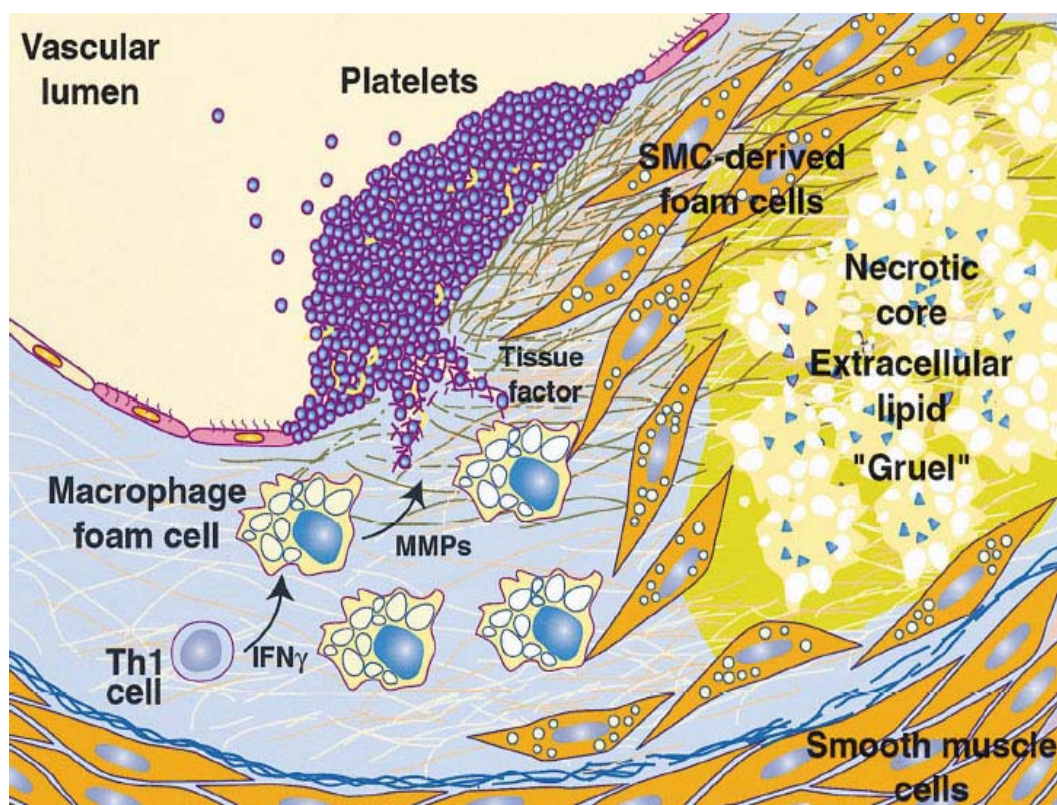 Vascular
lumen
Platelets
SMC-derived
foam cells
Necrotic
core
Extracellular
lipid
"Gruel"
Tissue
factor
Macrophage
foam cell
MMPs
Th1
cell
IFNγ
Smooth muscle
cells